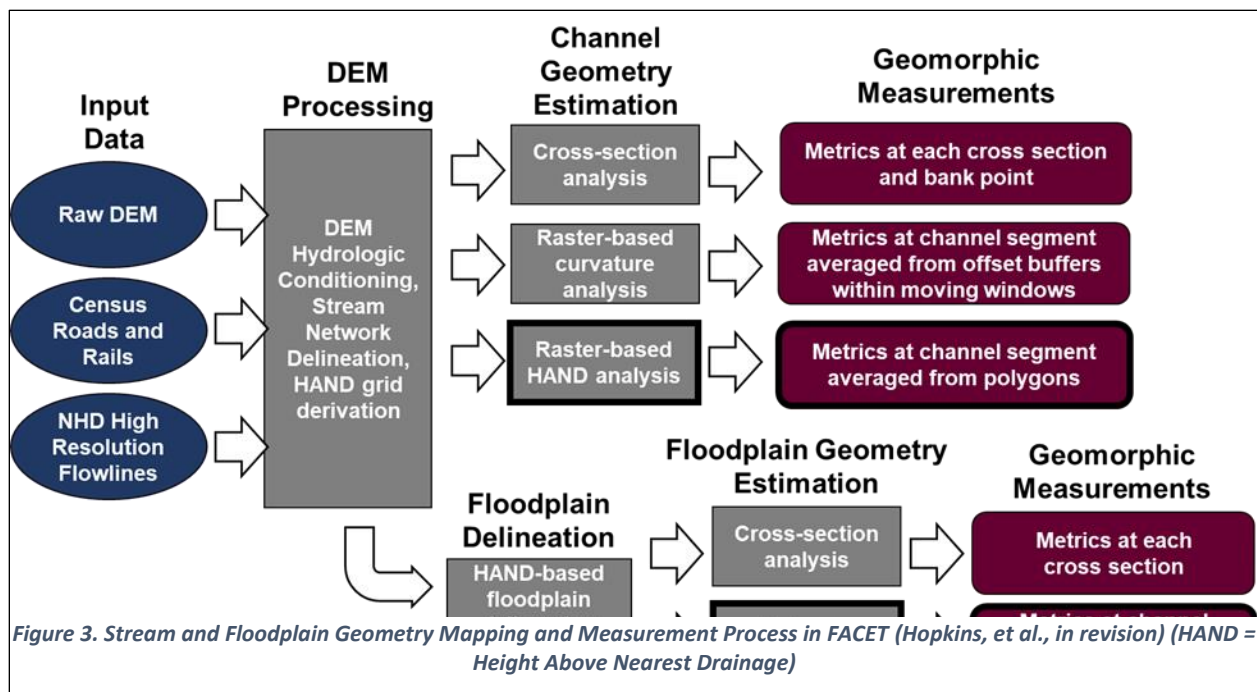 Input
Data
Raw DEM
Census
Roads and
Rails
NHD High
Resolution
Flowlines
DEM
Processing
DEM
Hydrologic
Conditioning,
Stream
Network
Delineation,
HAND grid
derivation
Channel
Geometry
Estimation
Cross-section
analysis
Raster-based
curvature
analysis
Raster-based
HAND analysis
Geomorphic
Measurements
Metrics at each cross section
and bank point
Metrics at channel segment
averaged from offset buffers
within moving windows
Metrics at channel segment
averaged from polygons
Floodplain
Delineation
HAND-based
floodplain
Floodplain Geometry
Estimation
Cross-section
analysis
Geomorphic
Measurements
Metrics at each
cross section
Figure 3. Stream and Floodplain Geometry Mapping and Measurement Process in FACET (Hopkins, et al., in revision) (HAND =
Height Above Nearest Drainage)